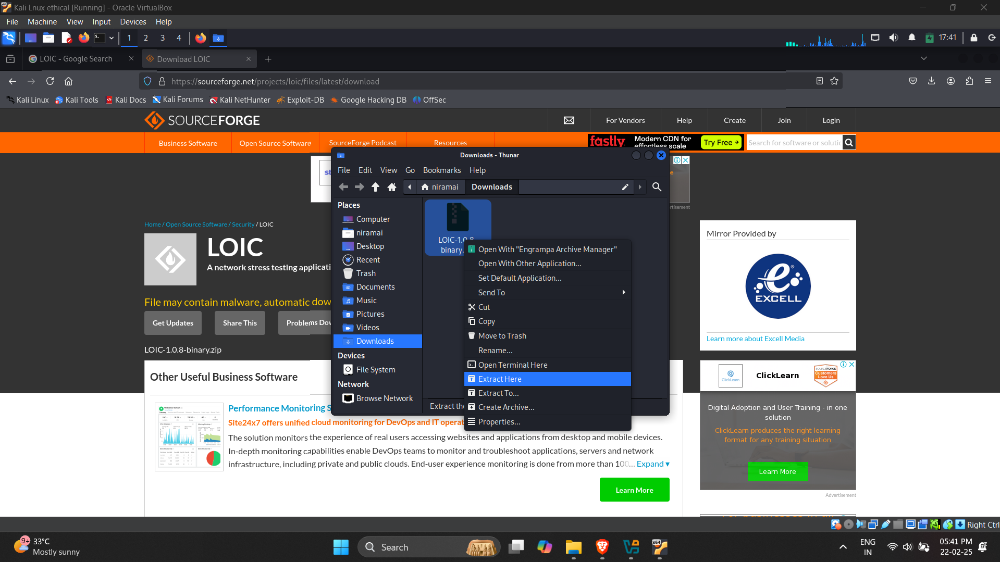 Kali Lnux ethical [Running] - Oracle VirtualBox
File Machine View Input Devices Help
1 2 3 4
17:41
LOIC - Google Search
Download LOIC
https://sourceforge.net/projects/loic/files/latest/download
Kali Linux Kali Tools Kali Docs Kali Forums Kali NetHunter Exploit-DB Google Hacking DB OffSec
SOURCEFORGE
For Vendors Help Create Join Login
Business Software Open Source Software SourceForge Podcast Resources
fastly Modern CDN for effortless scale Try Free →
Search for software or soluti
Downloads - Thunar
File Edit View Go Bookmarks Help
niramai Downloads
Places
Computer
niramai
Desktop
Recent
Trash
Documents
Music
Pictures
Videos
Downloads
Devices
File System
Network
Browse Network
LOIC-1.0.8-
binary.
Extract the
Open With "Engrampa Archive Manager"
Open With Other Application...
Set Default Application...
Send To
Cut
Copy
Move to Trash
Rename...
Open Terminal Here
Extract Here
Extract To...
Create Archive...
Properties...
Home / Open Source Software / Security / LOIC
LOIC
A network stress testing applicati
File may contain malware, automatic dow
Get Updates Share This Problems Dow
LOIC-1.0.8-binary.zip
Other Useful Business Software
Performance Monitoring S
Site24x7 offers unified cloud monitoring for DevOps and IT operat
The solution monitors the experience of real users accessing websites and applications from desktop and mobile devices.
In-depth monitoring capabilities enable DevOps teams to monitor and troubleshoot applications, servers and network
infrastructure, including private and public clouds. End-user experience monitoring is done from more than 100... Expand ▾
Learn More
Mirror Provided by
EXCELL
Learn more about Excell Media
ClickLearn
ClickLearn
SOURCEFORGE
Customers
Love Us
Digital Adoption and User Training - in one
solution
ClickLearn produces the right learning
format for any training situation
Learn More
Advertisement
Right Ctrl
9+
33°C
Mostly sunny
Search
ENG
IN
05:41 PM
22-02-25